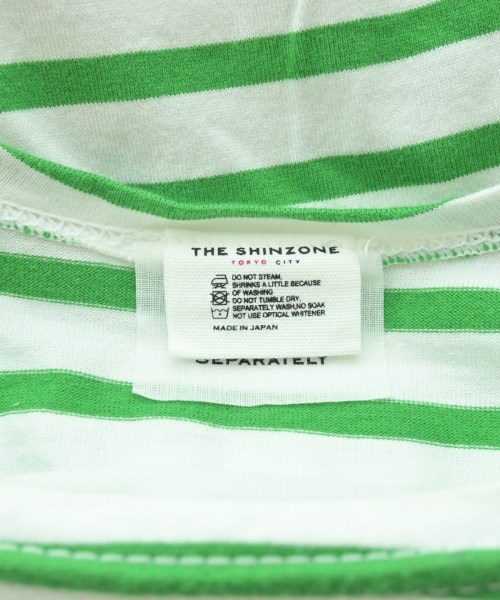 THE SHINZONE
TOKYO CITY
DO NOT STEAM,
SHRINKS A LITTLE BECAUSE
OF WASHING
DO NOT TUMBLE DRY,
SEPARATELY WASH,NO SOAK
NOT USE OPTICAL WHITENER
MADE IN JAPAN
SEPARATELY